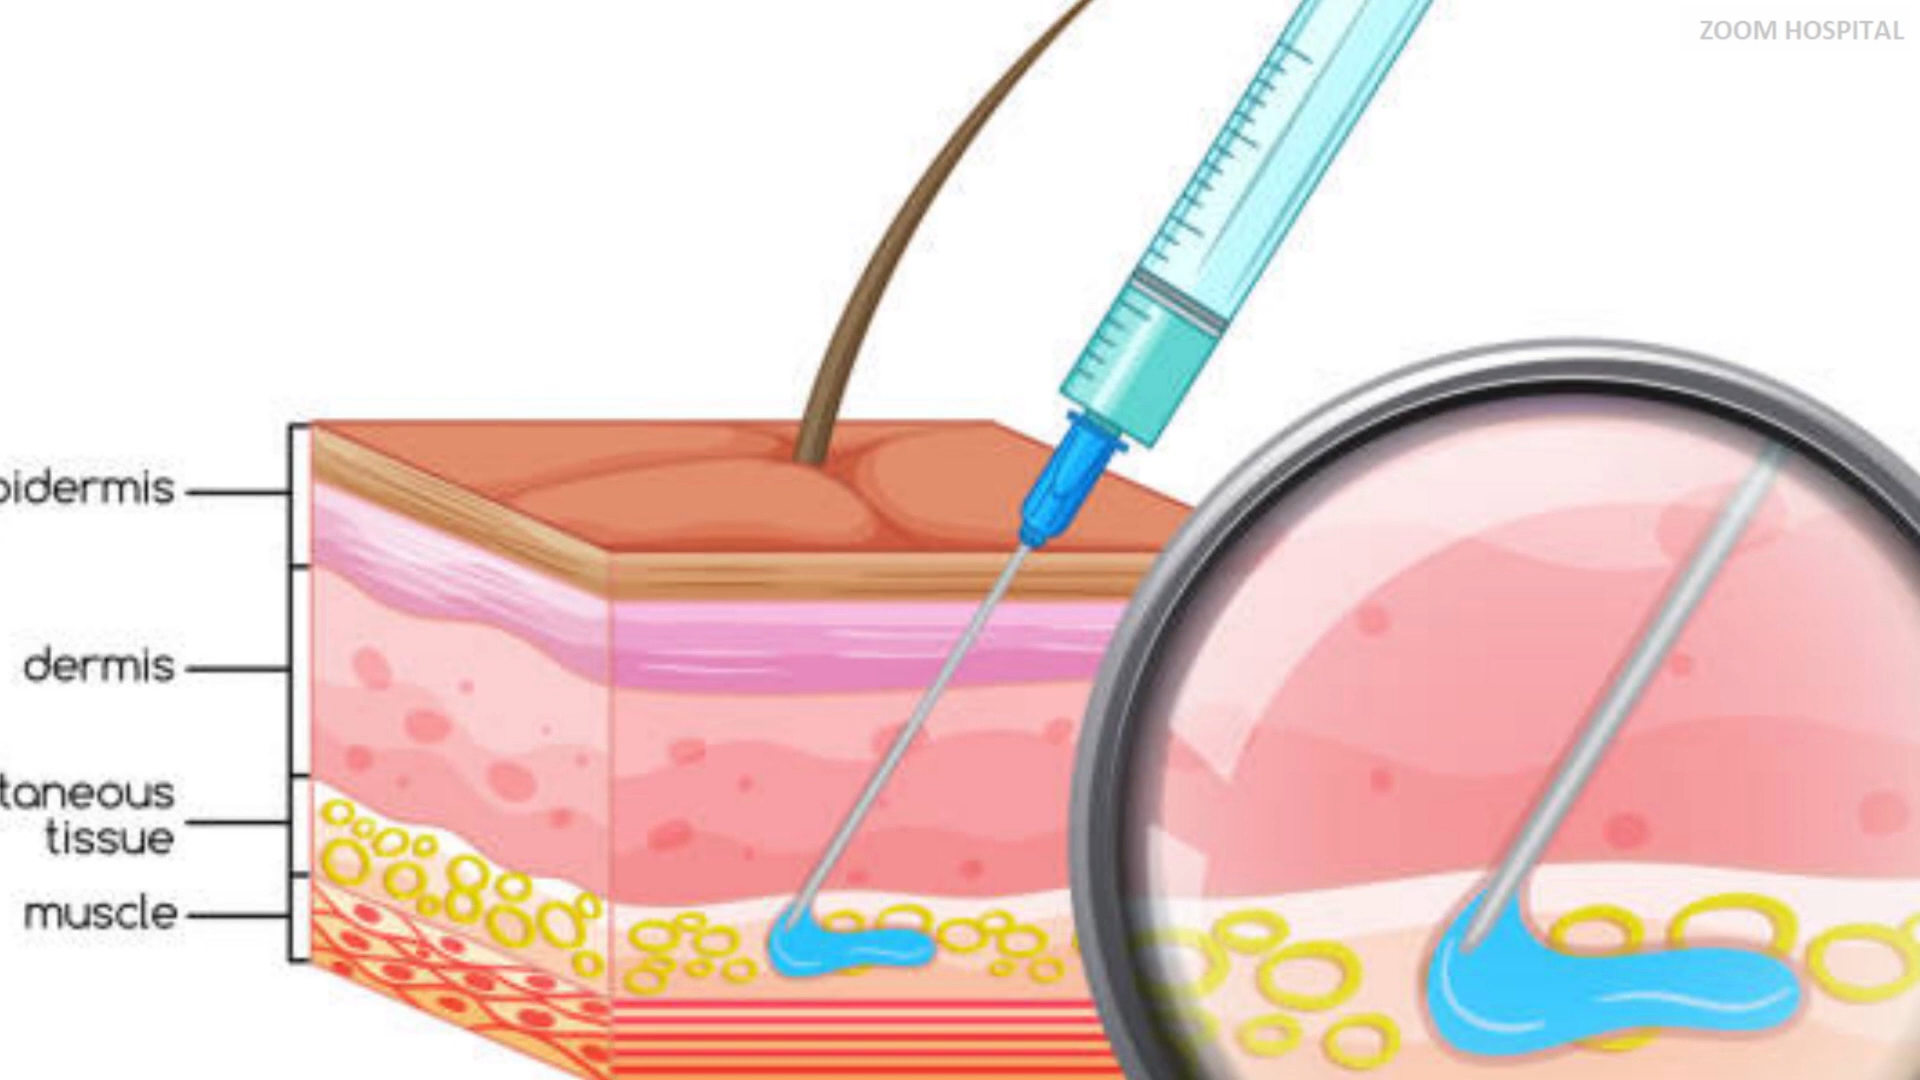 ZOOM HOSPITAL
pidermis
dermis
taneous
tissue
muscle